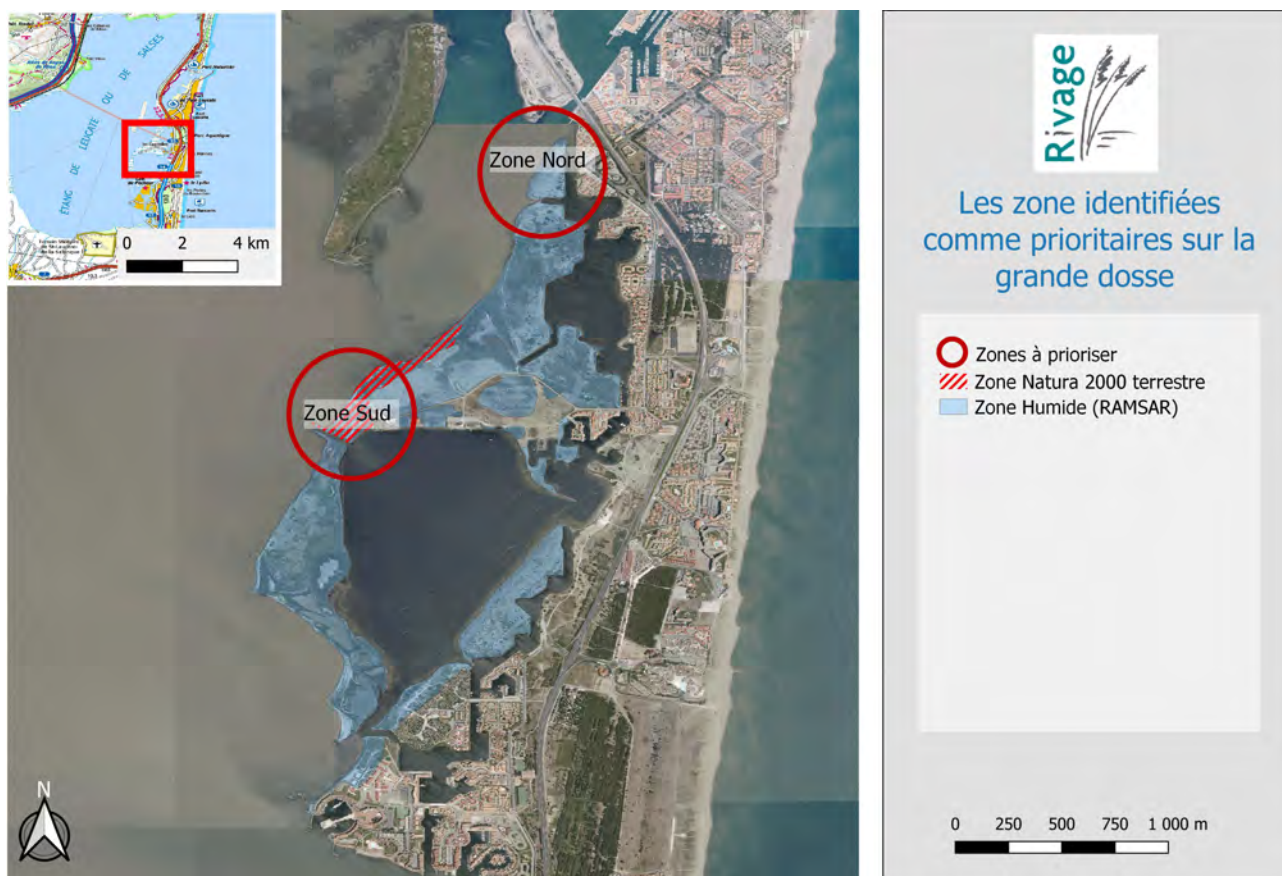 ÉTANG DE LEUCATE OU DE SALSES
0 2 4 km
Zone Nord
Zone Sud
N
Rivage
Les zone identifiées
comme prioritaires sur la
grande dosse
Zones à prioriser
Zone Natura 2000 terrestre
Zone Humide (RAMSAR)
0 250 500 750 1 000 m